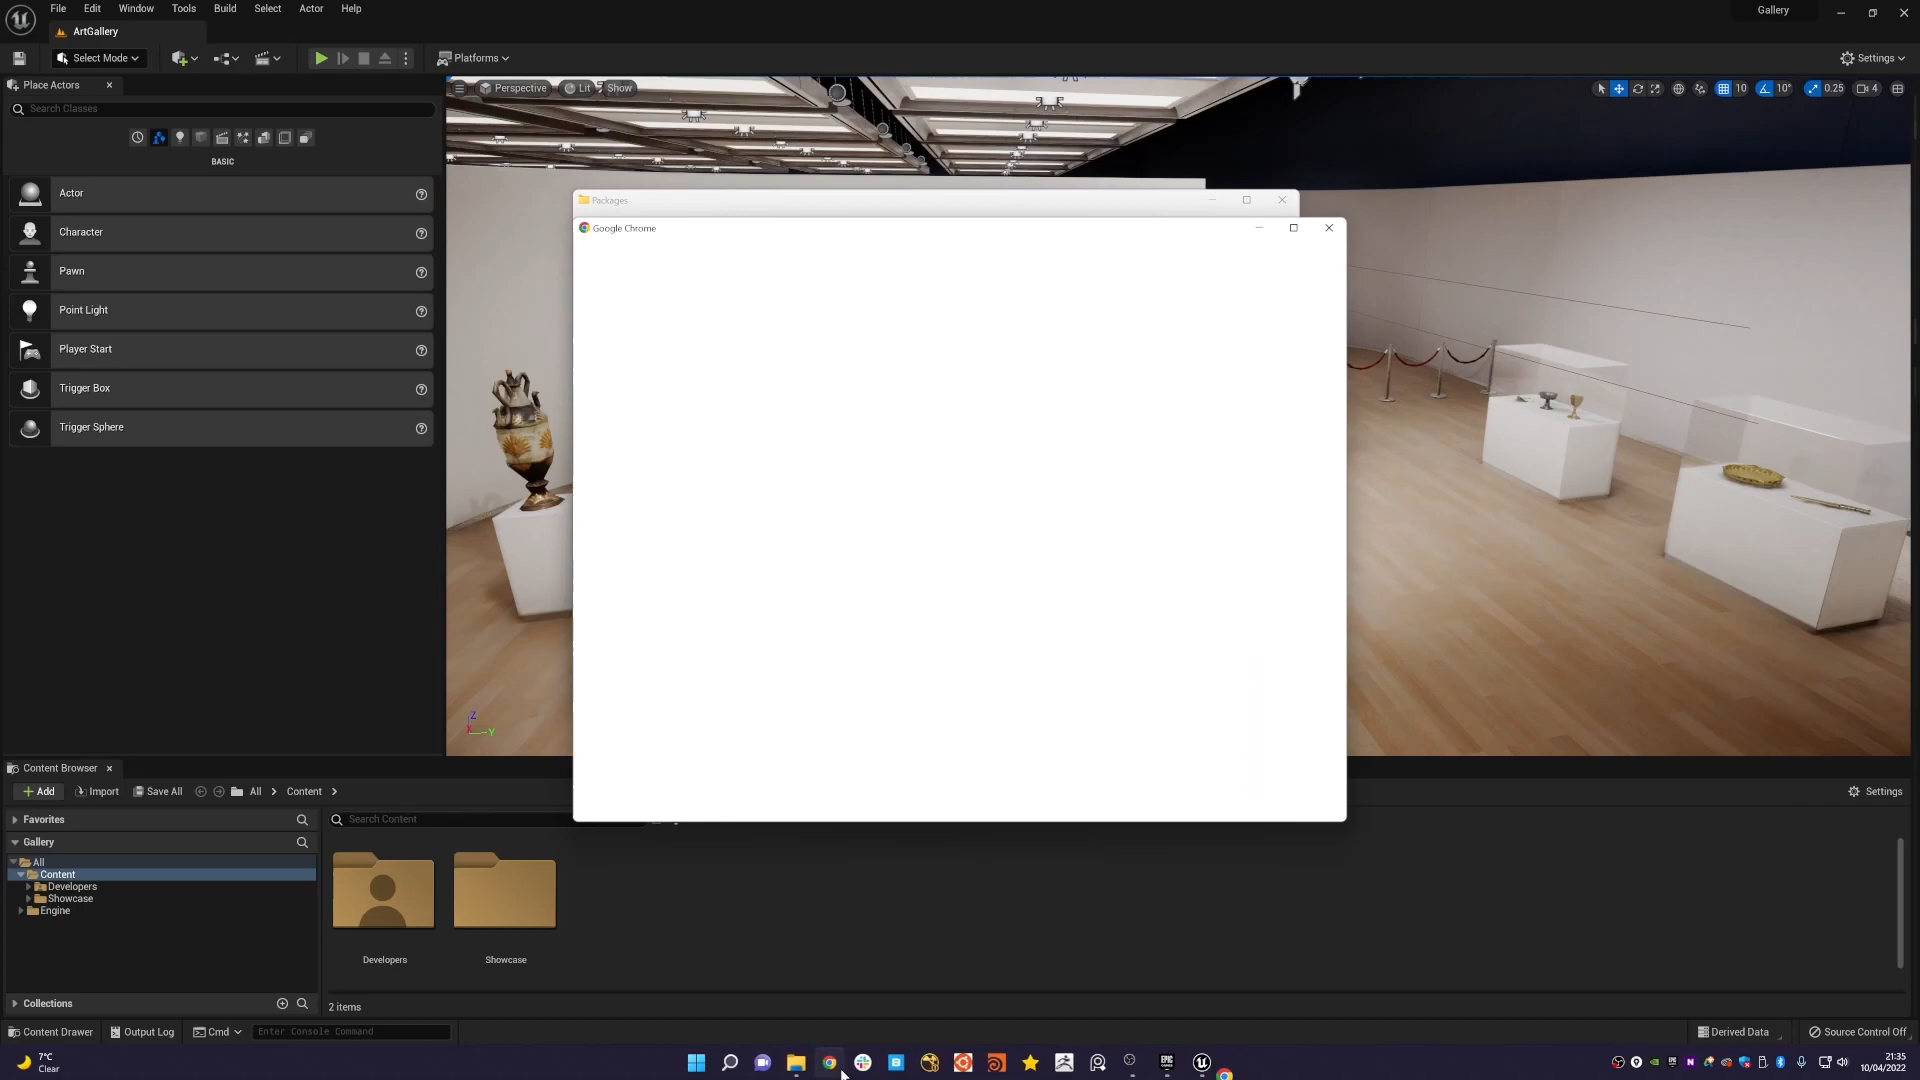 File Edit Window Tools Build Select Actor Help
Gallery
ArtGallery
Select Mode
Platforms
Settings
Place Actors
Search Classes
Perspective
Lit
Show
10
10°
0.25
4
BASIC
Actor
Character
Pawn
Point Light
Player Start
Trigger Box
Trigger Sphere
Packages
Google Chrome
Z
X
Y
Content Browser
Add
Import
Save All
All
Content
Settings
Favorites
Gallery
All
Content
Developers
Showcase
Engine
Search Content
Developers
Showcase
Collections
2 items
Content Drawer
Output Log
Cmd
Enter Console Command
Derived Data
Source Control Off
7°C
Clear
21:35
10/04/2022